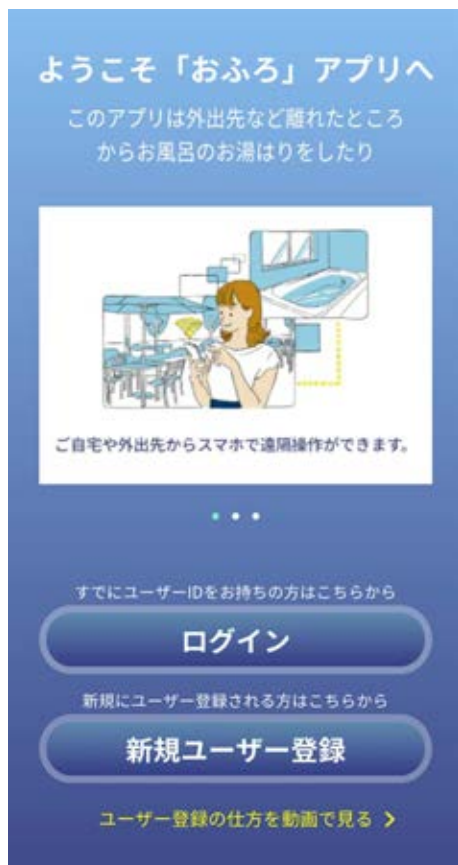 ようこそ「おふろ」アプリへ
このアプリは外出先など離れたところ
からお風呂のお湯はりをしたり
ご自宅や外出先からスマホで遠隔操作ができます。
すでにユーザーIDをお持ちの方はこちらから
ログイン
新規にユーザー登録される方はこちらから
新規ユーザー登録
ユーザー登録の仕方を動画で見る >